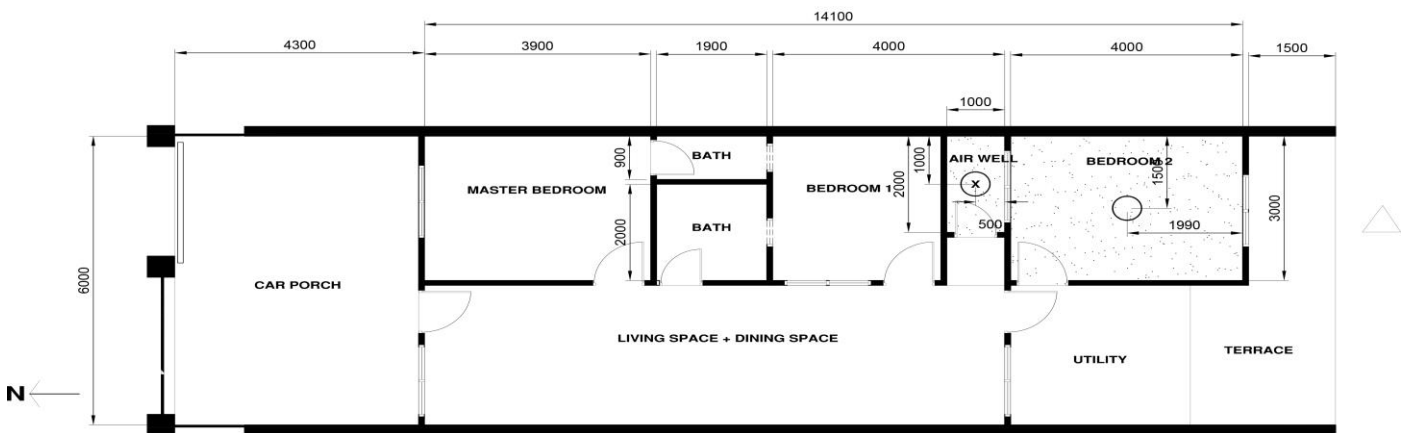 14100
4300
3900
1900
4000
4000
1500
1000
6000
CAR PORCH
MASTER BEDROOM
900
2000
BATH
BATH
BEDROOM 1
2000
1000
AIR WELL
X
500
BEDROOM 2
1500
1990
3000
LIVING SPACE + DINING SPACE
UTILITY
TERRACE
N